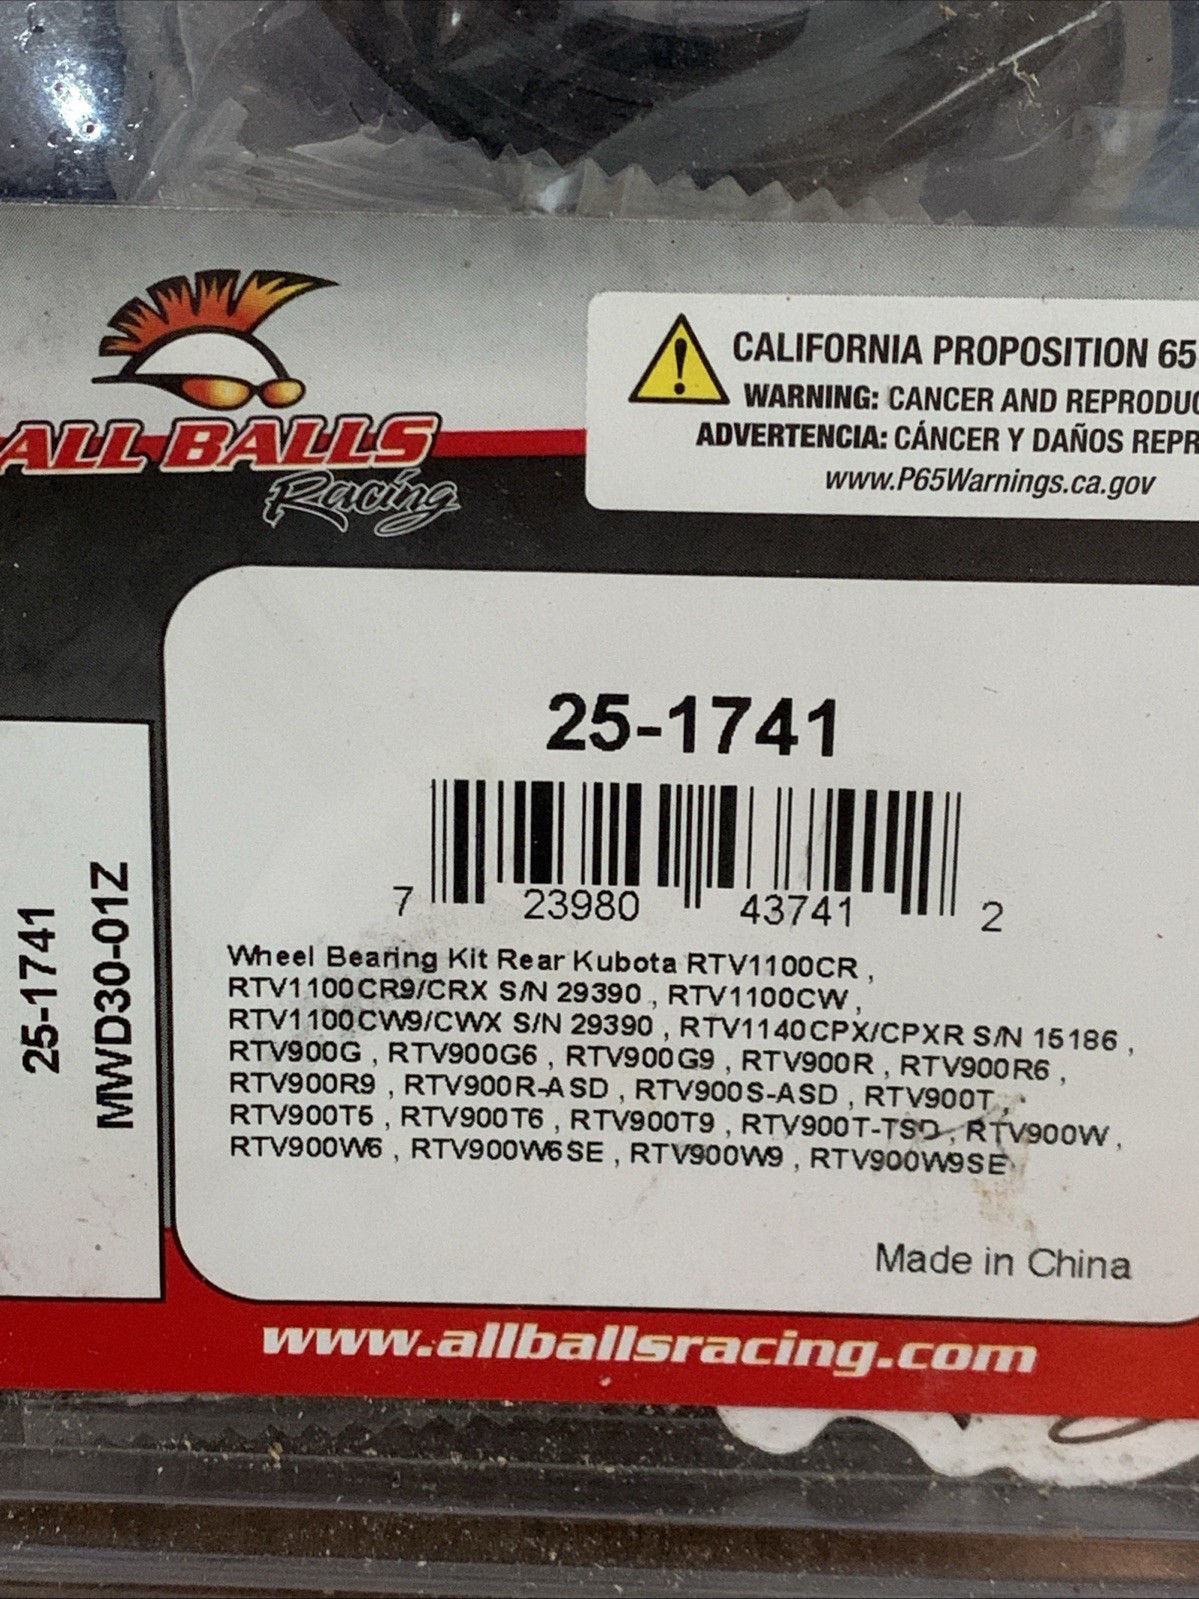 ALL BALLS
Racing
CALIFORNIA PROPOSITION 65
WARNING: CANCER AND
ADVERTENCIA: CÁNCER Y DAÑOS
www.P65Warnings.ca.gov
25-1741
7 23980 43741 2
Wheel Bearing Kit Rear Kubota RTV1100CR ,
RTV1100CR9/CRX S/N 29390 , RTV1100CW ,
RTV1100CW9/CWX S/N 29390 , RTV1140CPX/CPXR S/N 15186 ,
RTV900G , RTV900G6 , RTV900G9 , RTV900R , RTV900R6 ,
RTV900R9 , RTV900R-ASD , RTV900S-ASD , RTV900T ,
RTV900T5 , RTV900T6 , RTV900T9 , RTV900T-TSD , RTV900W ,
RTV900W6 , RTV900W6SE , RTV900W9 , RTV900W9SE
Made in China
25-1741
MWD30-01Z
www.allballsracing.com